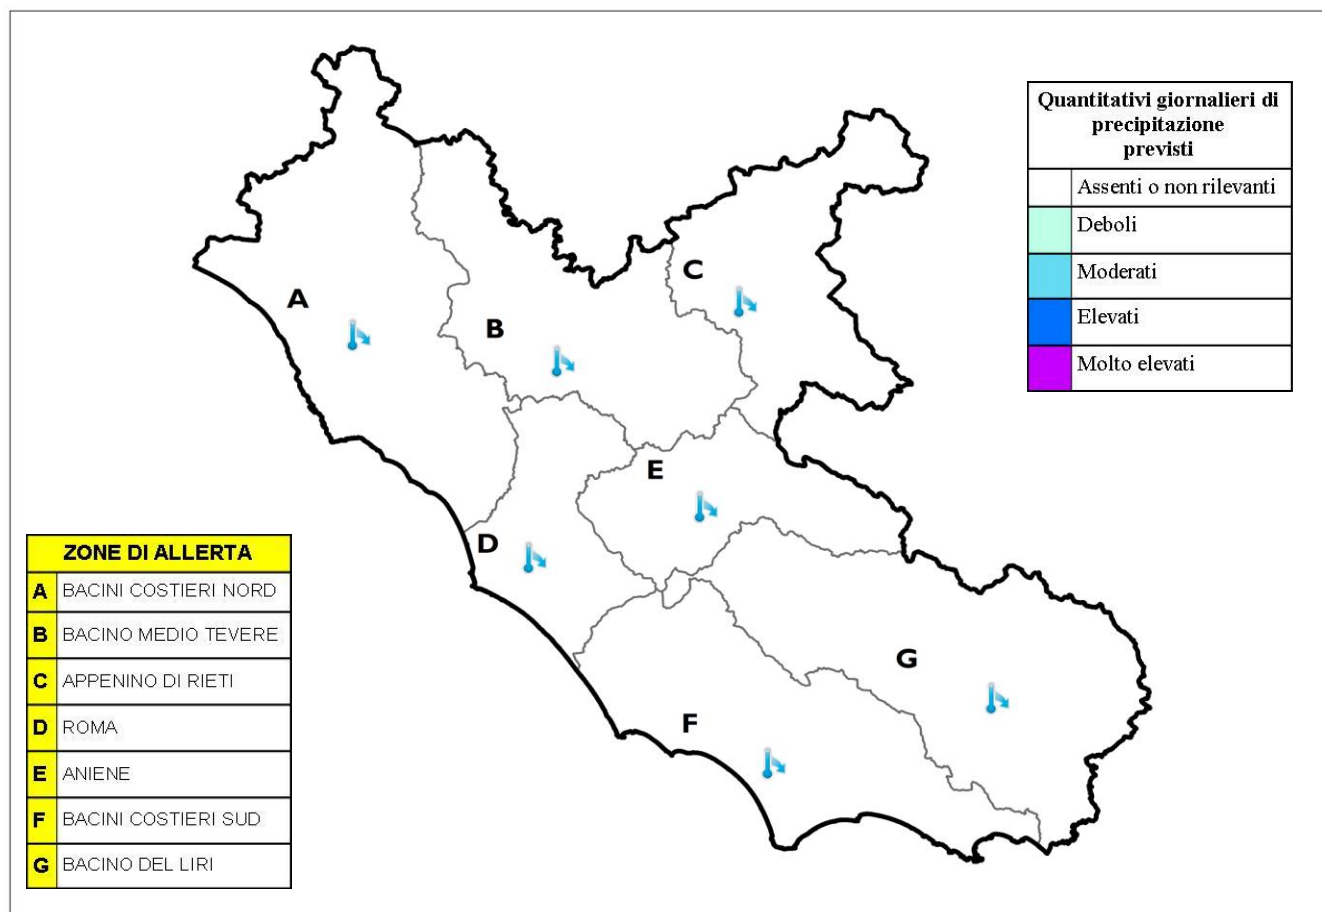 Quantitativi giornalieri di
precipitazione
previsti
Assenti o non rilevanti
Deboli
Moderati
Elevati
Molto elevati
C
A
B
E
D
G
F
ZONE DI ALLERTA
A BACINI COSTIERI NORD
B BACINO MEDIO TEVERE
C APPENINO DI RIETI
D ROMA
E ANIENE
F BACINI COSTIERI SUD
G BACINO DEL LIRI